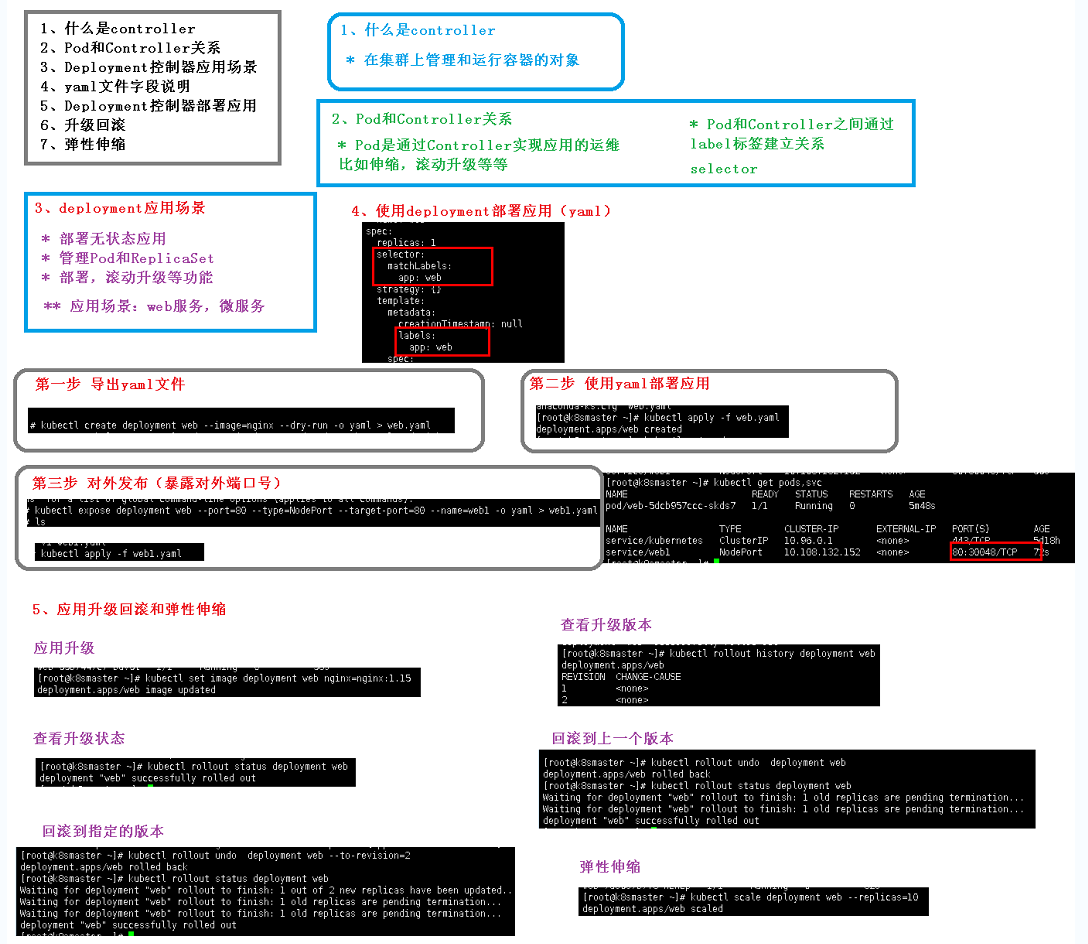 1、什么是controller
2、Pod和Controller关系
3、Deployment控制器应用场景
4、yaml文件字段说明
5、Deployment控制器部署应用
6、升级回滚
7、弹性伸缩
1、什么是controller
* 在集群上管理和运行容器的对象
2、Pod和Controller关系
* Pod是通过Controller实现应用的运维
比如伸缩，滚动升级等等
* Pod和Controller之间通过
label标签建立关系
selector
3、deployment应用场景
* 部署无状态应用
* 管理Pod和ReplicaSet
* 部署，滚动升级等功能
** 应用场景：web服务，微服务
4、使用deployment部署应用（yaml）
spec:
replicas: 1
selector:
matchLabels:
app: web
strategy: {}
template:
metadata:
creationTimestamp: null
labels:
app: web
spec:
第一步 导出yaml文件
# kubectl create deployment web --image=nginx --dry-run -o yaml > web.yaml
第二步 使用yaml部署应用
anaconda-ks.cfg web.yaml
[root@k8smaster ~]# kubectl apply -f web.yaml
deployment.apps/web created
第三步 对外发布（暴露对外端口号）
for a list of global command-line options (applies to all commands).
# kubectl expose deployment web --port=80 --type=NodePort --target-port=80 --name=web1 -o yaml > web1.yaml
# ls
kubectl apply -f web1.yaml
[root@k8smaster ~]# kubectl get pods,svc
NAME READY STATUS RESTARTS AGE
pod/web-5dcb957ccc-skds7 1/1 Running 0 5m48s
NAME TYPE CLUSTER-IP EXTERNAL-IP PORT(S) AGE
service/kubernetes ClusterIP 10.96.0.1 <none> 443/TCP 5d18h
service/web1 NodePort 10.108.132.152 <none> 80:30048/TCP 72s
5、应用升级回滚和弹性伸缩
应用升级
[root@k8smaster ~]# kubectl set image deployment web nginx=nginx:1.15
deployment.apps/web image updated
查看升级版本
[root@k8smaster ~]# kubectl rollout history deployment web
deployment.apps/web
REVISION CHANGE-CAUSE
1 <none>
2 <none>
查看升级状态
[root@k8smaster ~]# kubectl rollout status deployment web
deployment "web" successfully rolled out
回滚到上一个版本
[root@k8smaster ~]# kubectl rollout undo deployment web
deployment.apps/web rolled back
[root@k8smaster ~]# kubectl rollout status deployment web
Waiting for deployment "web" rollout to finish: 1 old replicas are pending termination...
Waiting for deployment "web" rollout to finish: 1 old replicas are pending termination...
deployment "web" successfully rolled out
回滚到指定的版本
[root@k8smaster ~]# kubectl rollout undo deployment web --to-revision=2
deployment.apps/web rolled back
[root@k8smaster ~]# kubectl rollout status deployment web
Waiting for deployment "web" rollout to finish: 1 out of 2 new replicas have been updated..
Waiting for deployment "web" rollout to finish: 1 old replicas are pending termination...
Waiting for deployment "web" rollout to finish: 1 old replicas are pending termination...
deployment "web" successfully rolled out
[root@k8smaster ~]#
弹性伸缩
[root@k8smaster ~]# kubectl scale deployment web --replicas=10
deployment.apps/web scaled